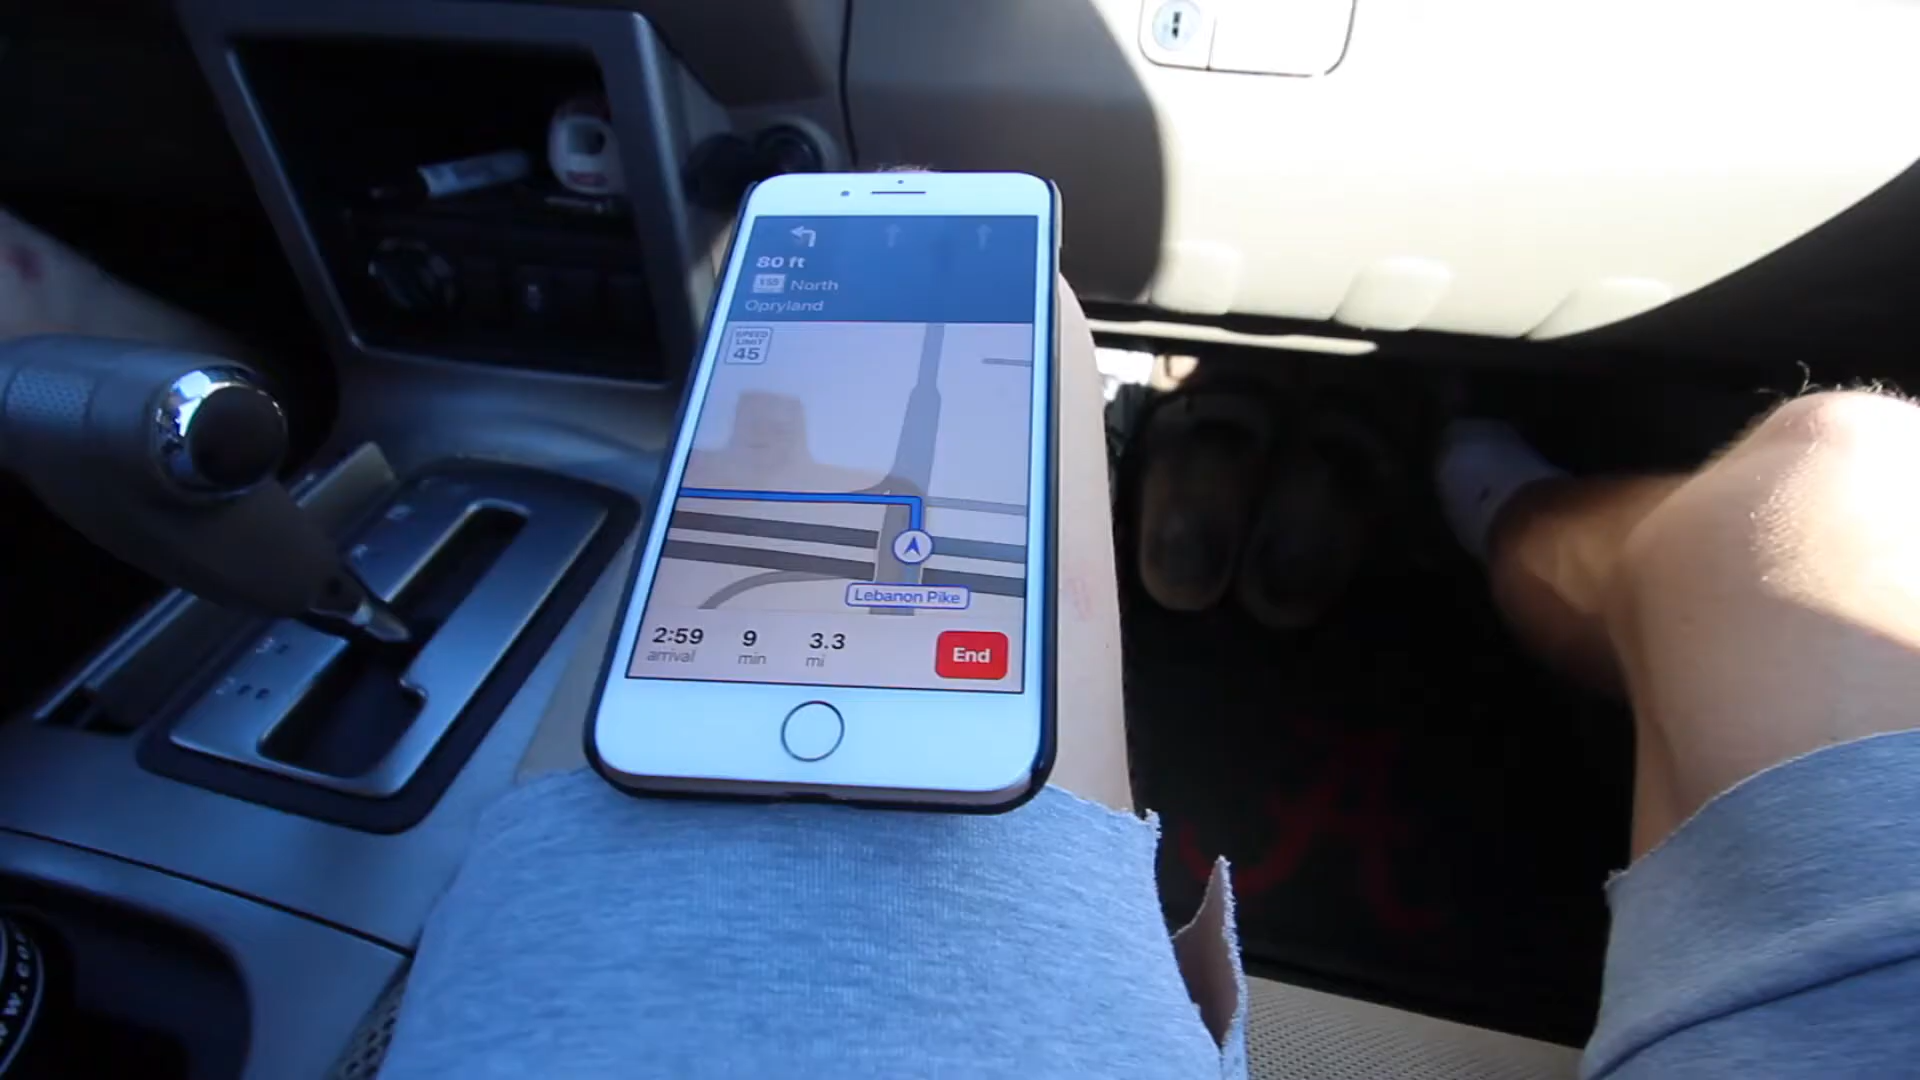 80 ft
155 North
Opryland
SPEED
LIMIT
45
Lebanon Pike
2:59 9 3.3
arrival min mi
End
A